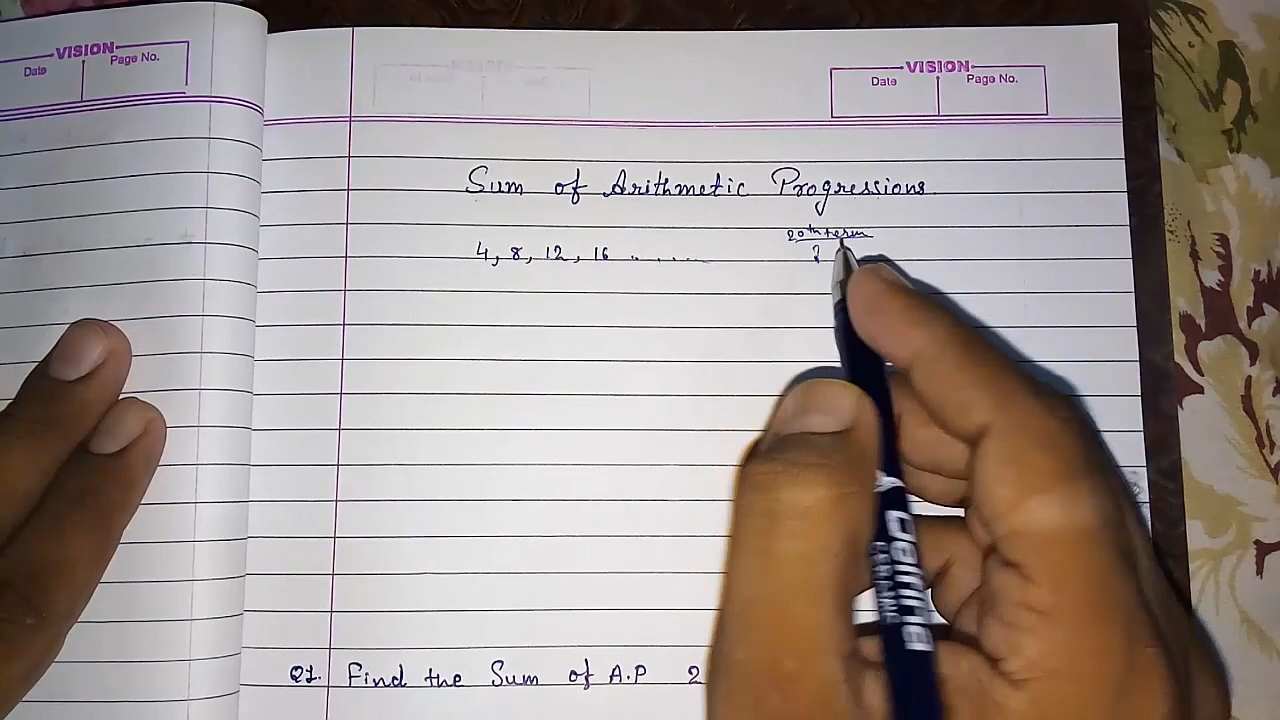 VISION
Date Page No.
VISION
Date Page No.
Sum of Arithmetic Progressions
20th term
4, 8, 12, 16 ....... ?
Q1. Find the Sum of A.P 2
Cello